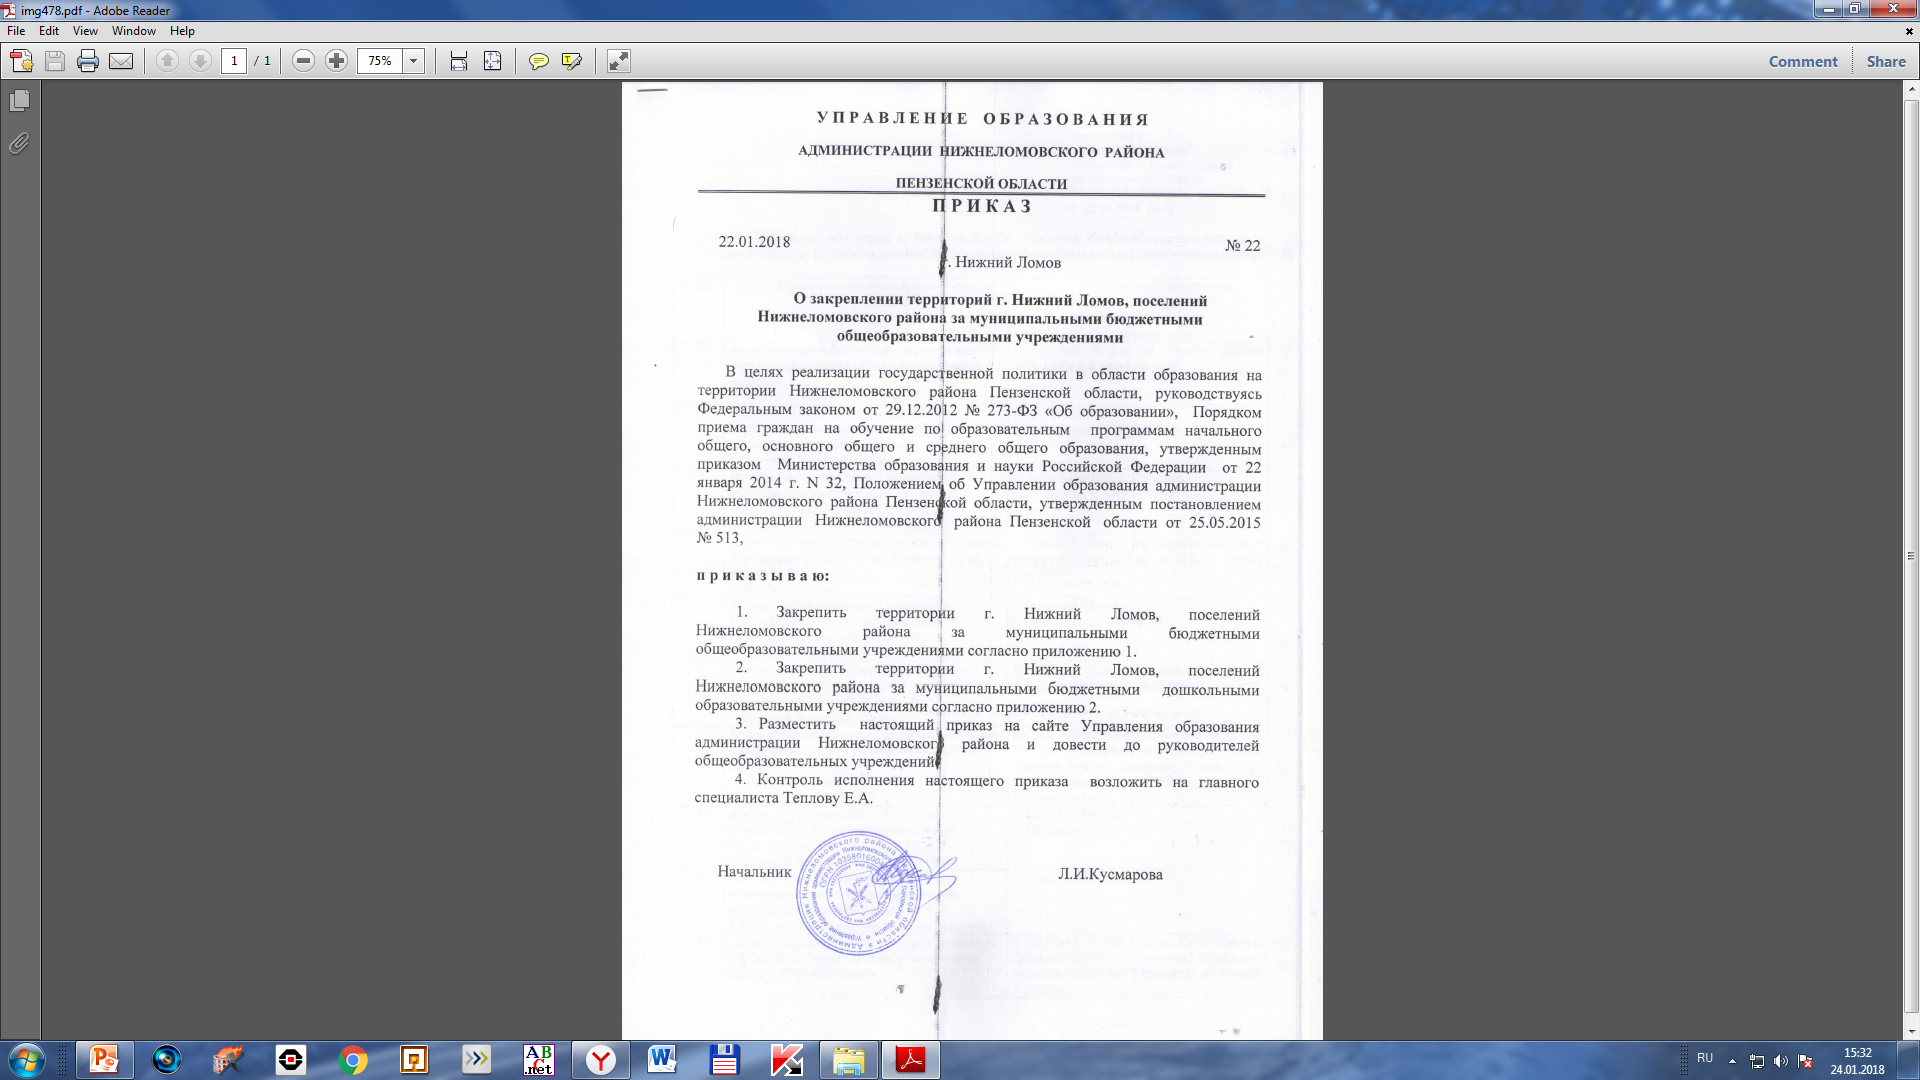 img478.pdf - Adobe Reader
File Edit View Window Help
1 / 1 75% Comment Share
У П Р А В Л Е Н И Е О Б Р А З О В А Н И Я
АДМИНИСТРАЦИИ НИЖНЕЛОМОВСКОГО РАЙОНА
ПЕНЗЕНСКОЙ ОБЛАСТИ
П Р И К А З
22.01.2018 № 22
г. Нижний Ломов
О закреплении территорий г. Нижний Ломов, поселений
Нижнеломовского района за муниципальными бюджетными
общеобразовательными учреждениями
В целях реализации государственной политики в области образования на
территории Нижнеломовского района Пензенской области, руководствуясь
Федеральным законом от 29.12.2012 № 273-ФЗ «Об образовании», Порядком
приема граждан на обучение по образовательным программам начального
общего, основного общего и среднего общего образования, утвержденным
приказом Министерства образования и науки Российской Федерации от 22
января 2014 г. N 32, Положением об Управлении образования администрации
Нижнеломовского района Пензенской области, утвержденным постановлением
администрации Нижнеломовского района Пензенской области от 25.05.2015
№ 513,
п р и к а з ы в а ю:
1. Закрепить территории г. Нижний Ломов, поселений
Нижнеломовского района за муниципальными бюджетными
общеобразовательными учреждениями согласно приложению 1.
2. Закрепить территории г. Нижний Ломов, поселений
Нижнеломовского района за муниципальными бюджетными дошкольными
образовательными учреждениями согласно приложению 2.
3. Разместить настоящий приказ на сайте Управления образования
администрации Нижнеломовского района и довести до руководителей
общеобразовательных учреждений.
4. Контроль исполнения настоящего приказа возложить на главного
специалиста Теплову Е.А.
Начальник Л.И.Кусмарова
RU 15:32
24.01.2018